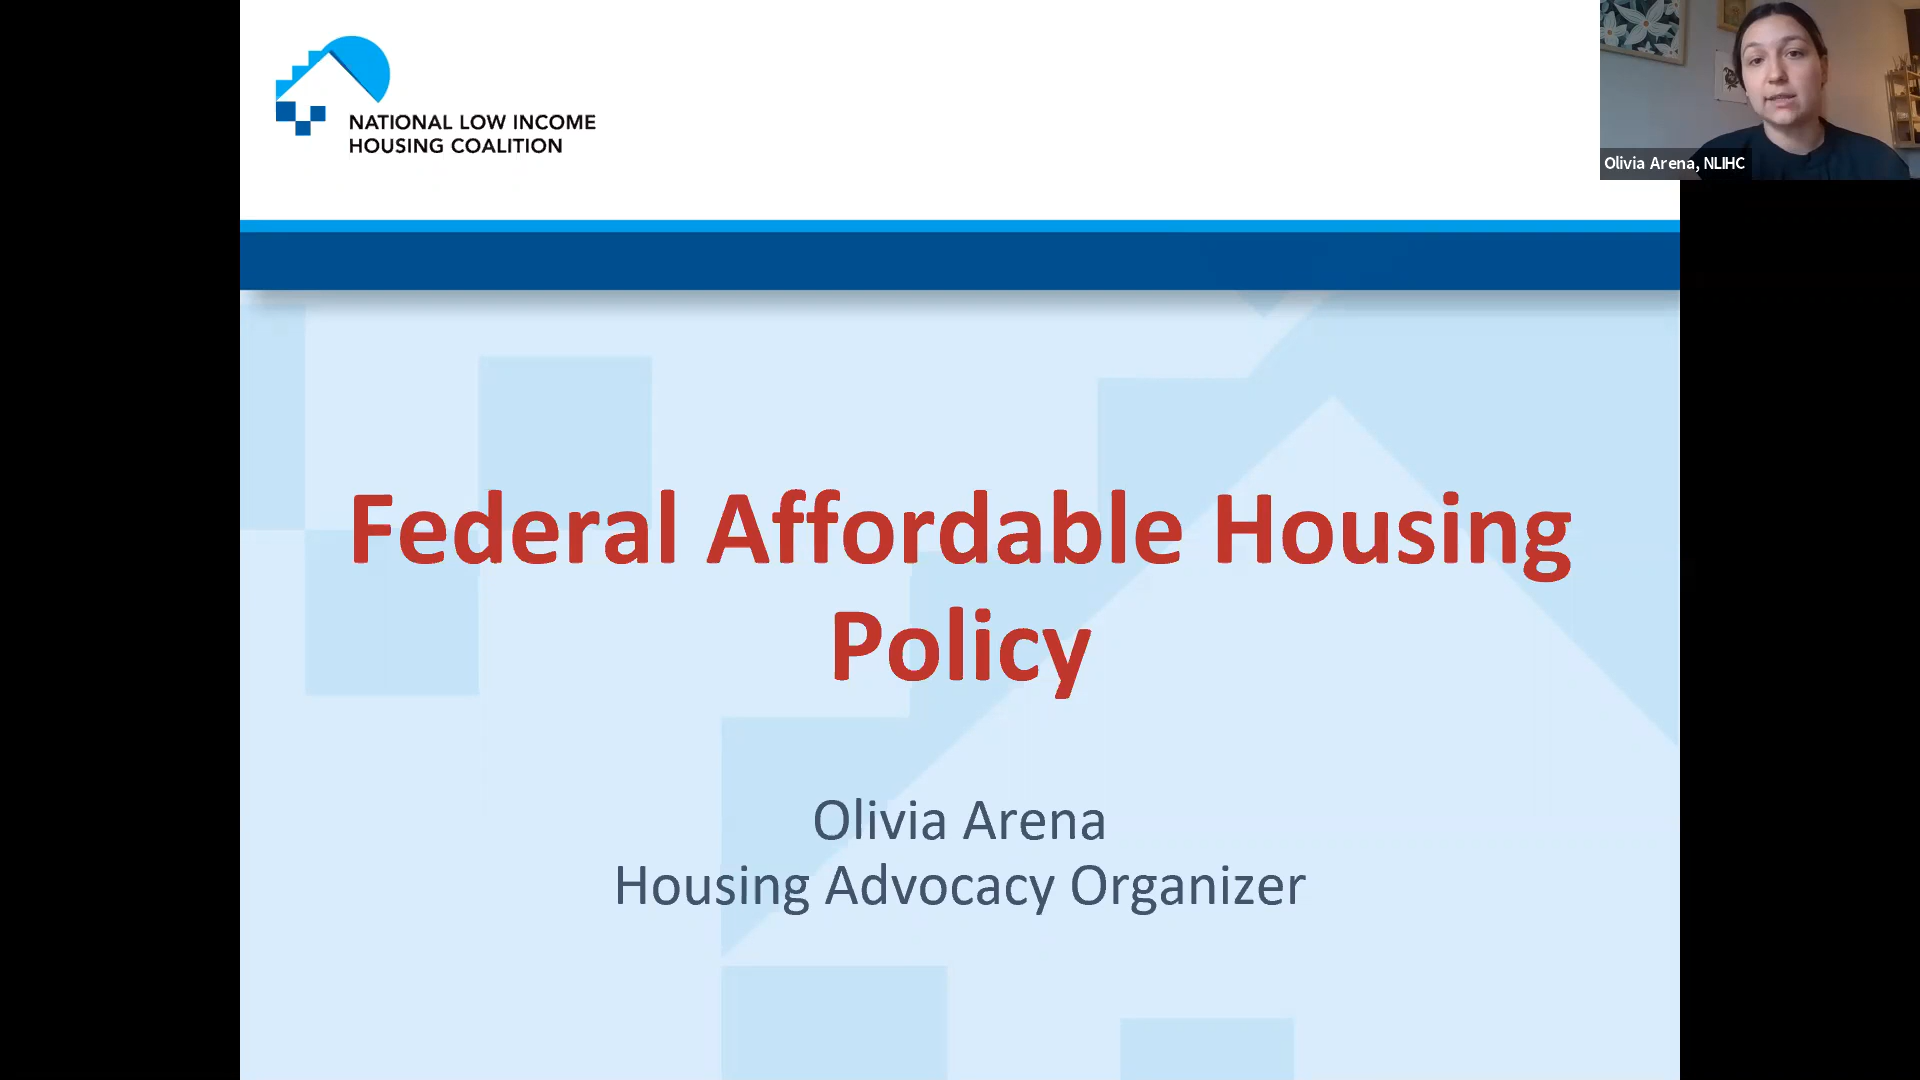 NATIONAL LOW INCOME
HOUSING COALITION
Olivia Arena, NLIHC
Federal Affordable Housing
Policy
Olivia Arena
Housing Advocacy Organizer